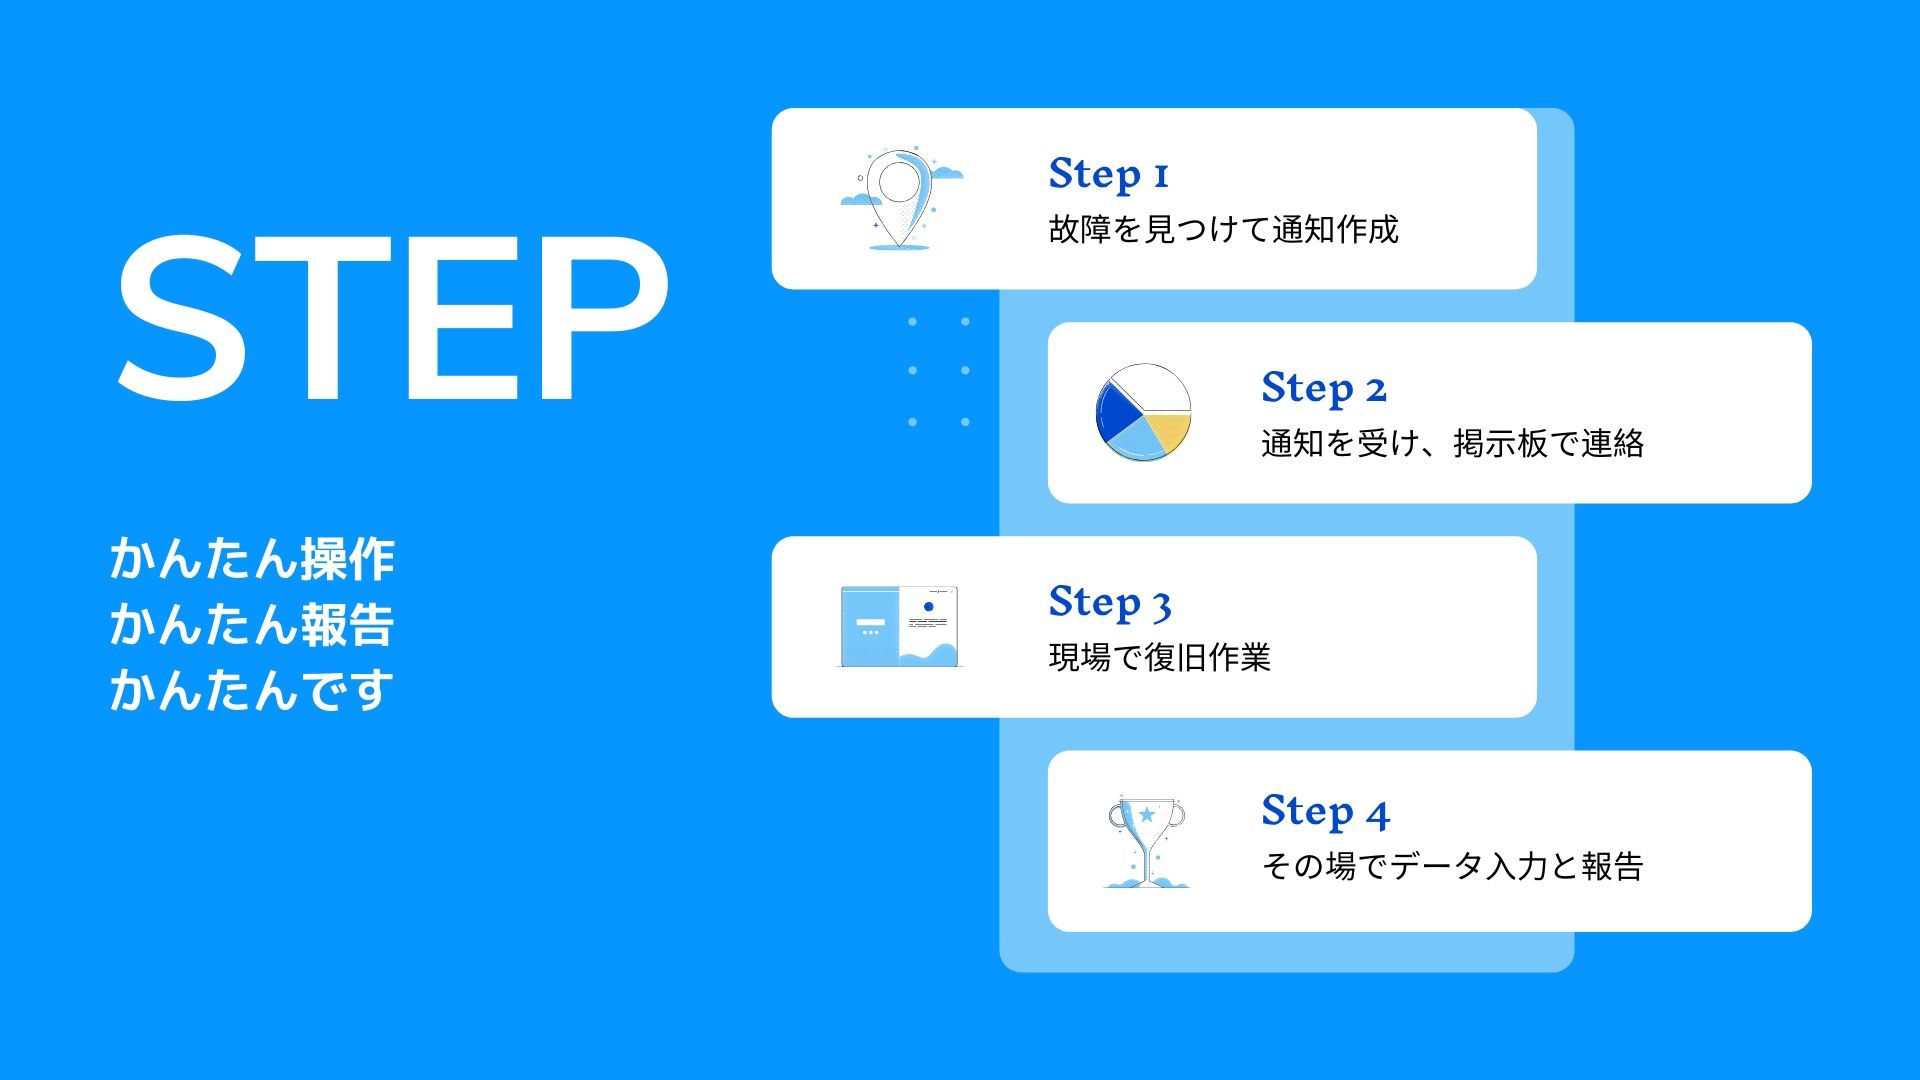 STEP
かんたん操作
かんたん報告
かんたんです
Step 1
故障を見つけて通知作成
Step 2
通知を受け、掲示板で連絡
Step 3
現場で復旧作業
Step 4
その場でデータ入力と報告